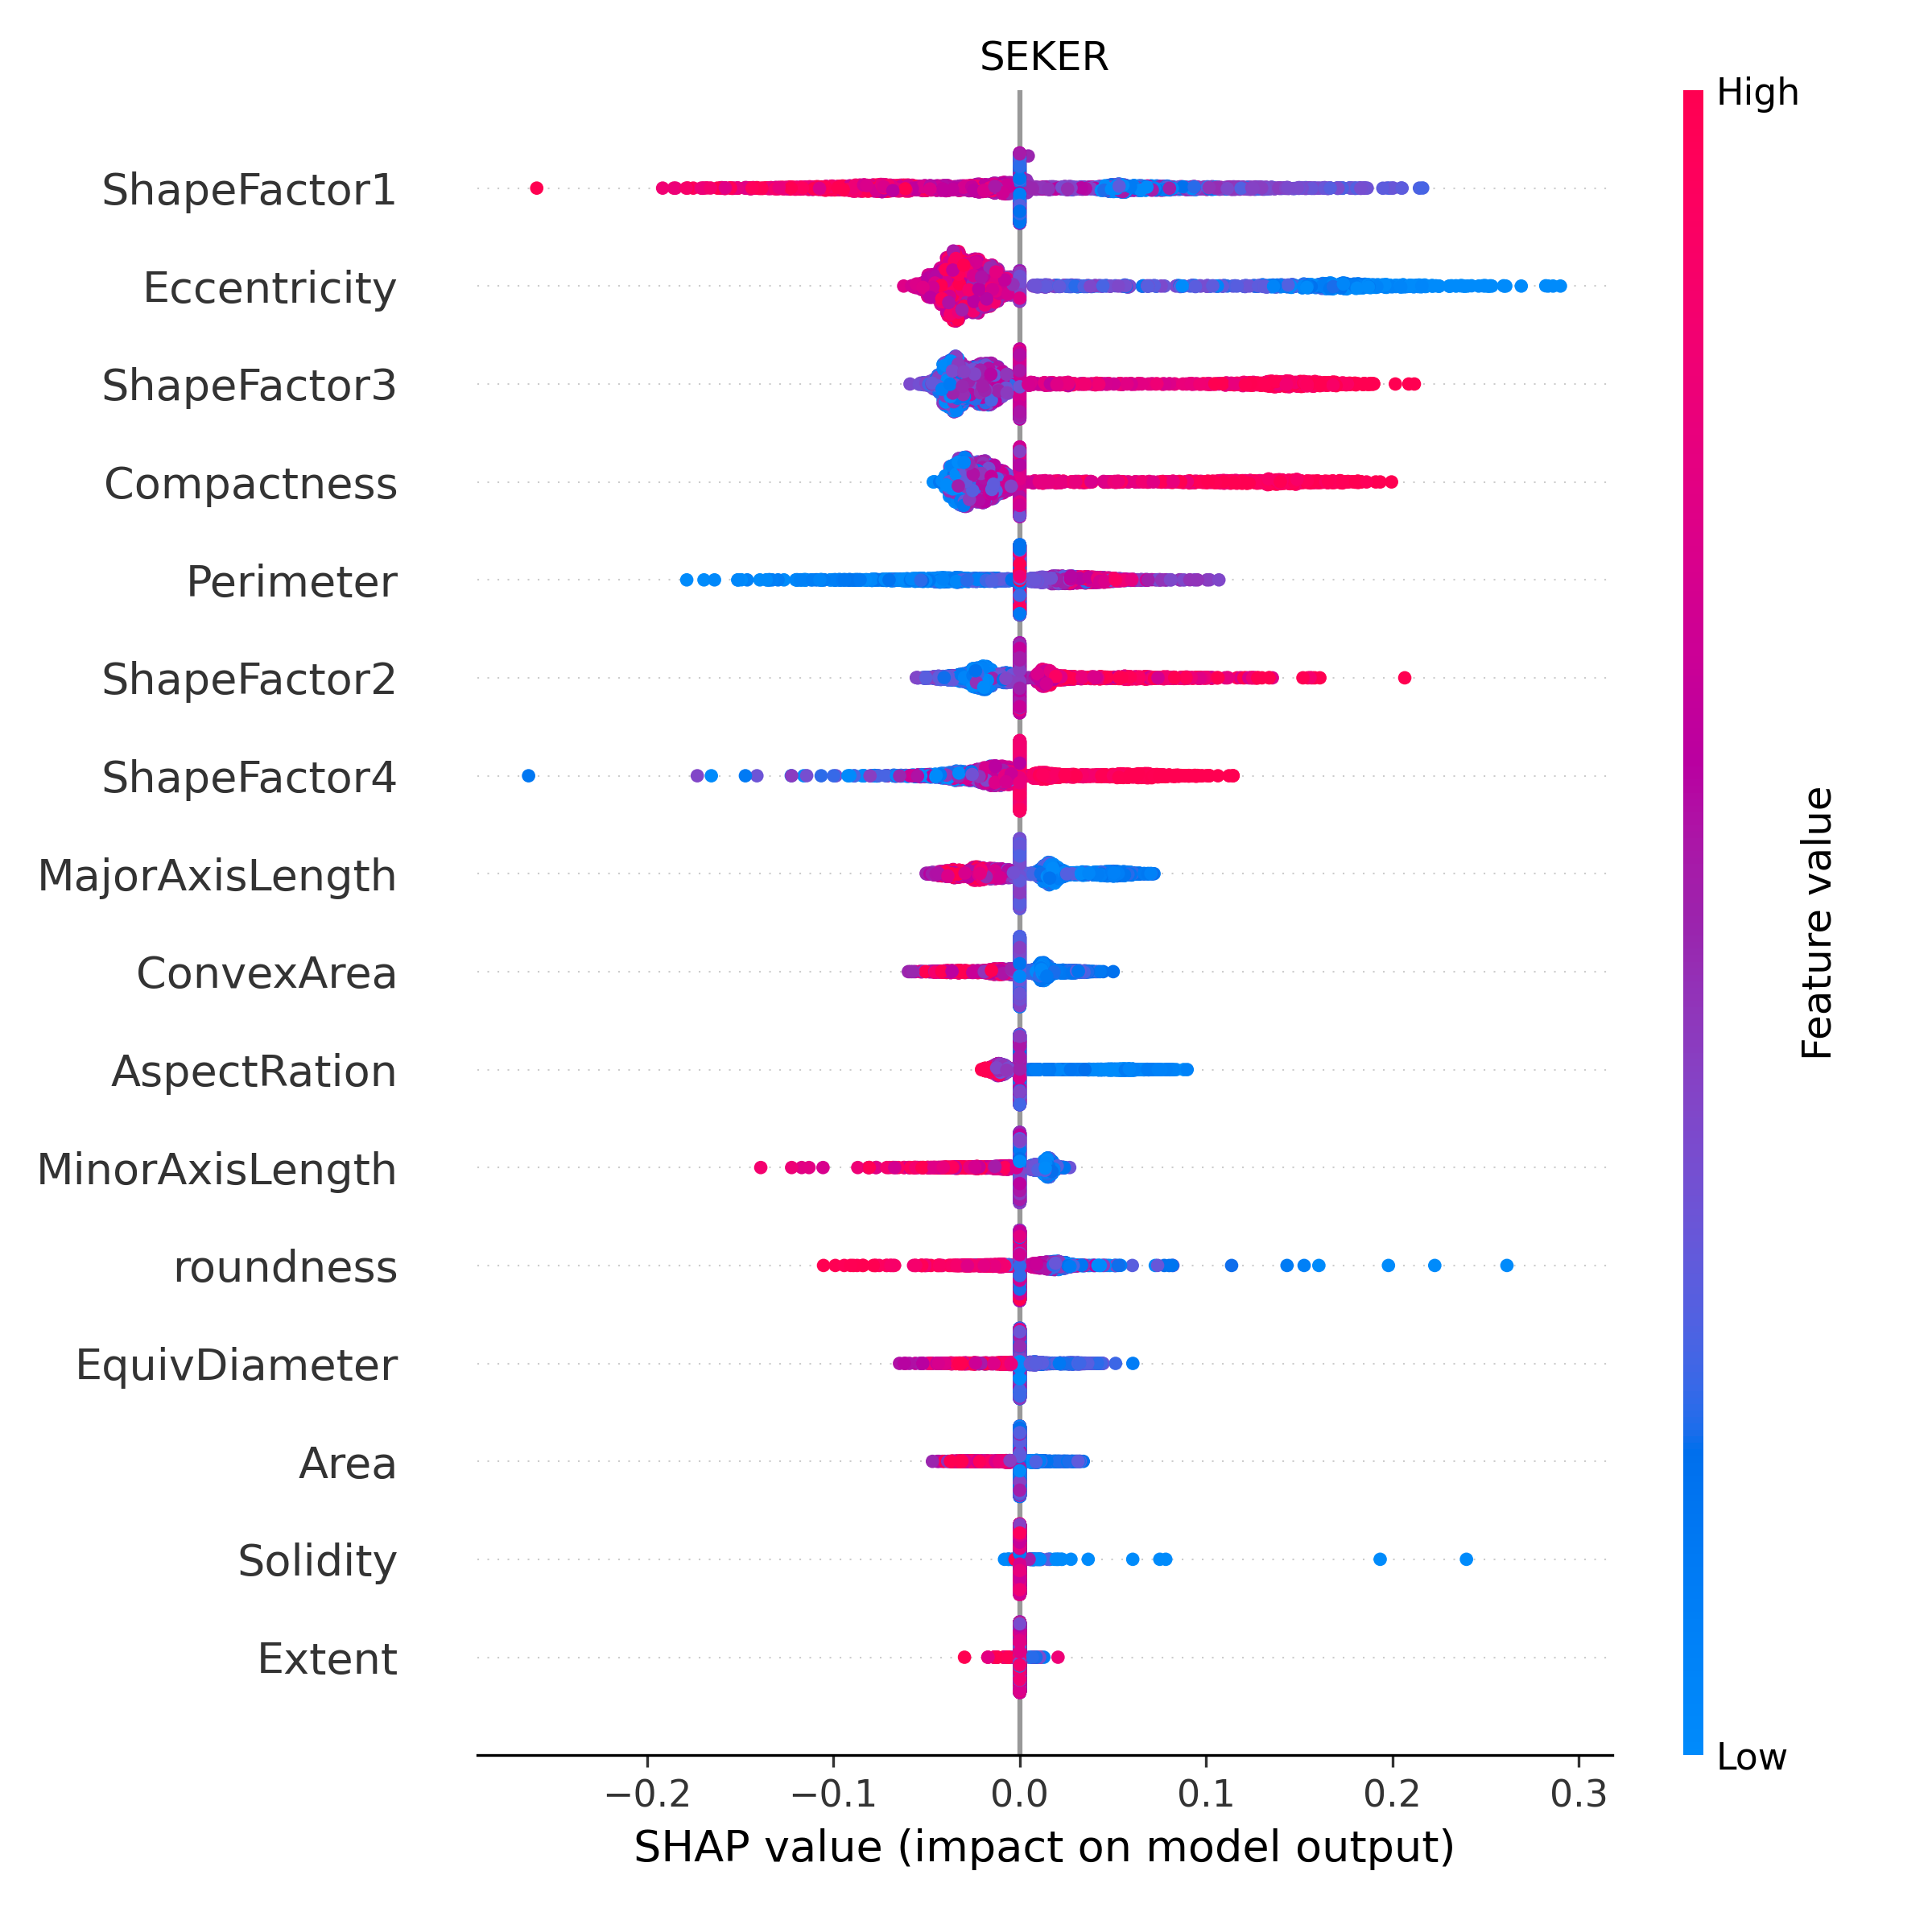 SEKER
High
ShapeFactor1
Eccentricity
ShapeFactor3
Compactness
Perimeter
ShapeFactor2
ShapeFactor4
MajorAxisLength
ConvexArea
AspectRation
MinorAxisLength
roundness
EquivDiameter
Area
Solidity
Extent
Feature value
Low
−0.2 −0.1 0.0 0.1 0.2 0.3
SHAP value (impact on model output)